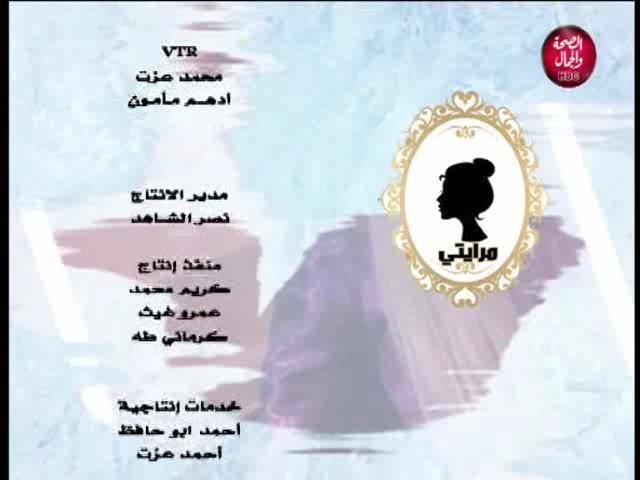 VTR
محمد عزت
ادهم مأمون
مدير الانتاج
نصر الشاهد
منفذ إنتاج
كريم محمد
عمرو غيث
كرماني طه
خدمات إنتاجية
أحمد ابو حافظ
أحمد عزت
مرايتي
الصحة
والجمال
HBC